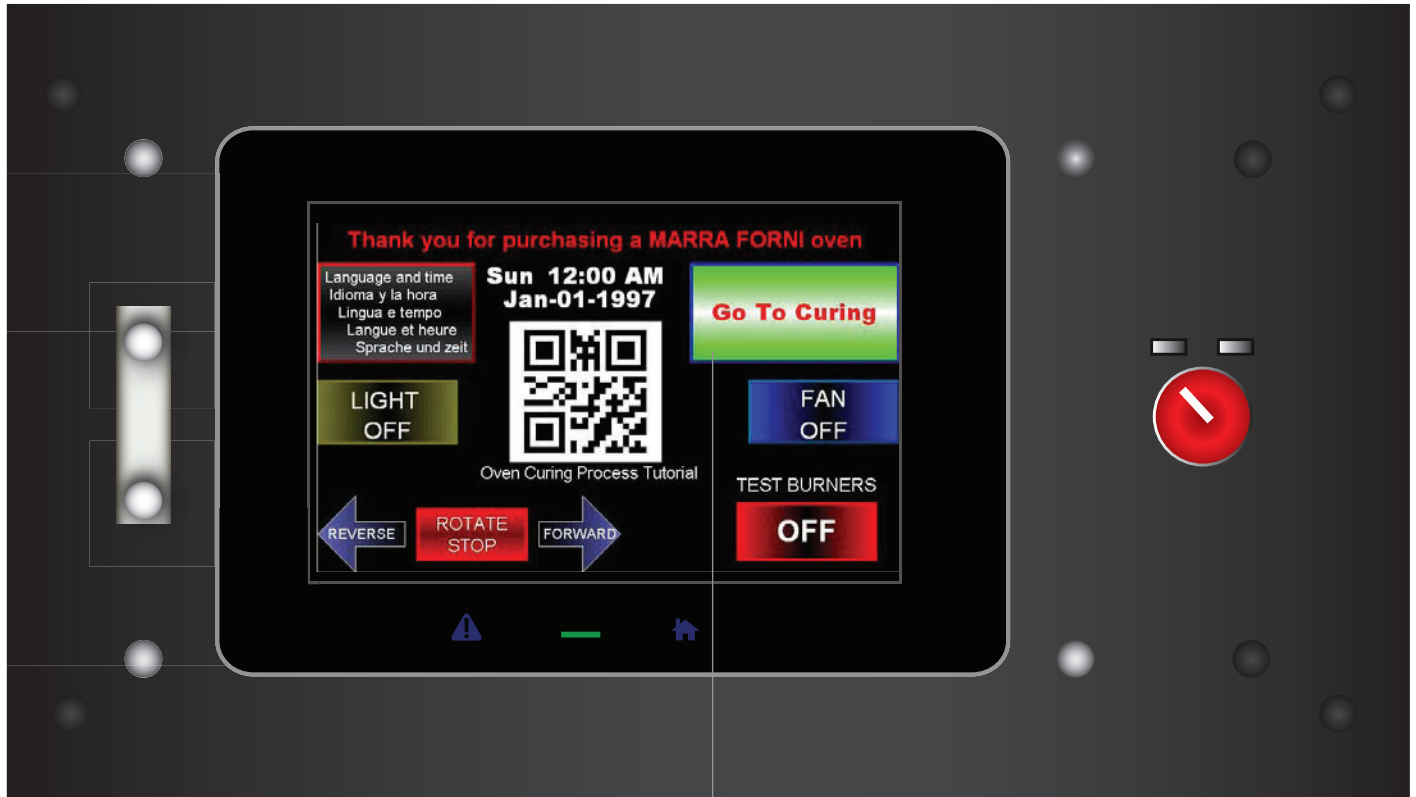 Thank you for purchasing a MARRA FORNI oven
Language and time
Idioma y la hora
Lingua e tempo
Langue et heure
Sprache und zeit
Sun 12:00 AM
Jan-01-1997
Go To Curing
LIGHT
OFF
FAN
OFF
Oven Curing Process Tutorial
TEST BURNERS
OFF
REVERSE
ROTATE
STOP
FORWARD